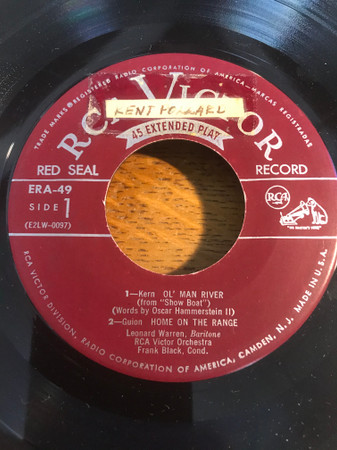 TRADE MARKS ®REGISTERED® RADIO CORPORATION OF AMERICA—MARCAS REGISTRADAS
RCA VICTOR
KENT
45 EXTENDED PLAY
RED SEAL
RECORD
ERA-49
SIDE 1
(E2LW-0097)
RCA
"HIS MASTER'S VOICE"
1—Kern OL' MAN RIVER
(from "Show Boat")
(Words by Oscar Hammerstein II)
2—Guion HOME ON THE RANGE
Leonard Warren, Baritone
RCA Victor Orchestra
Frank Black, Cond.
RCA VICTOR DIVISION, RADIO CORPORATION OF AMERICA, CAMDEN, N. J. MADE IN U.S.A.